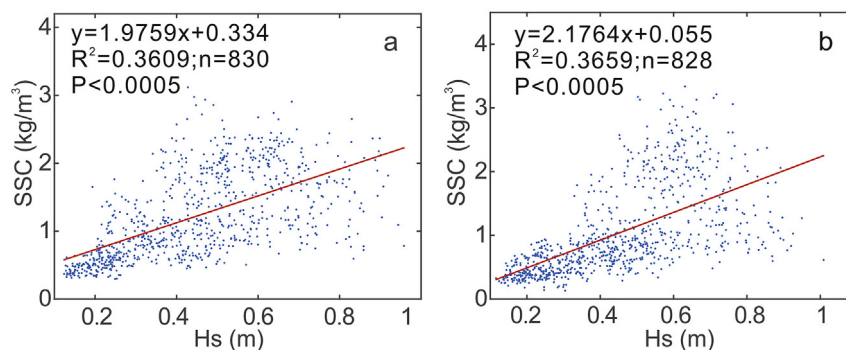 y=1.9759x+0.334
R²=0.3609;n=830
P<0.0005
a
SSC (kg/m³)
4
3
2
1
0
0.2
0.4
0.6
0.8
1
Hs (m)
y=2.1764x+0.055
R²=0.3659;n=828
P<0.0005
b
SSC (kg/m³)
4
3
2
1
0
0.2
0.4
0.6
0.8
1
Hs (m)